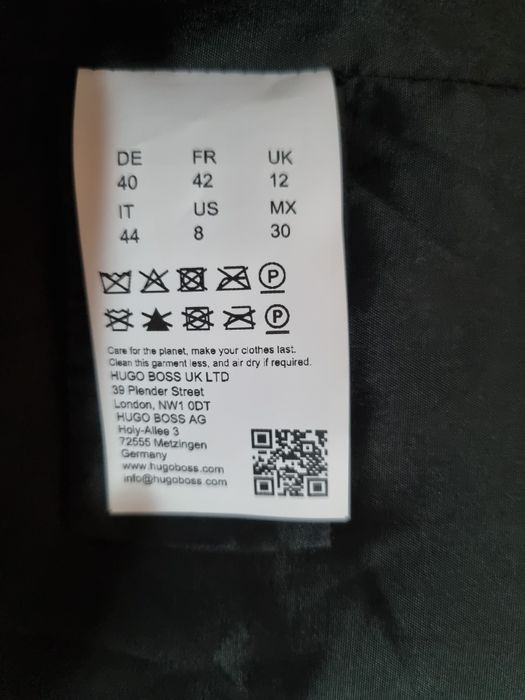 DE FR UK
40 42 12
IT US MX
44 8 30
P
P
Care for the planet, make your clothes last.
Clean this garment less, and air dry if required.
HUGO BOSS UK LTD
39 Plender Street
London, NW1 0DT
HUGO BOSS AG
Holy-Allee 3
72555 Metzingen
Germany
www.hugoboss.com
info@hugoboss.com